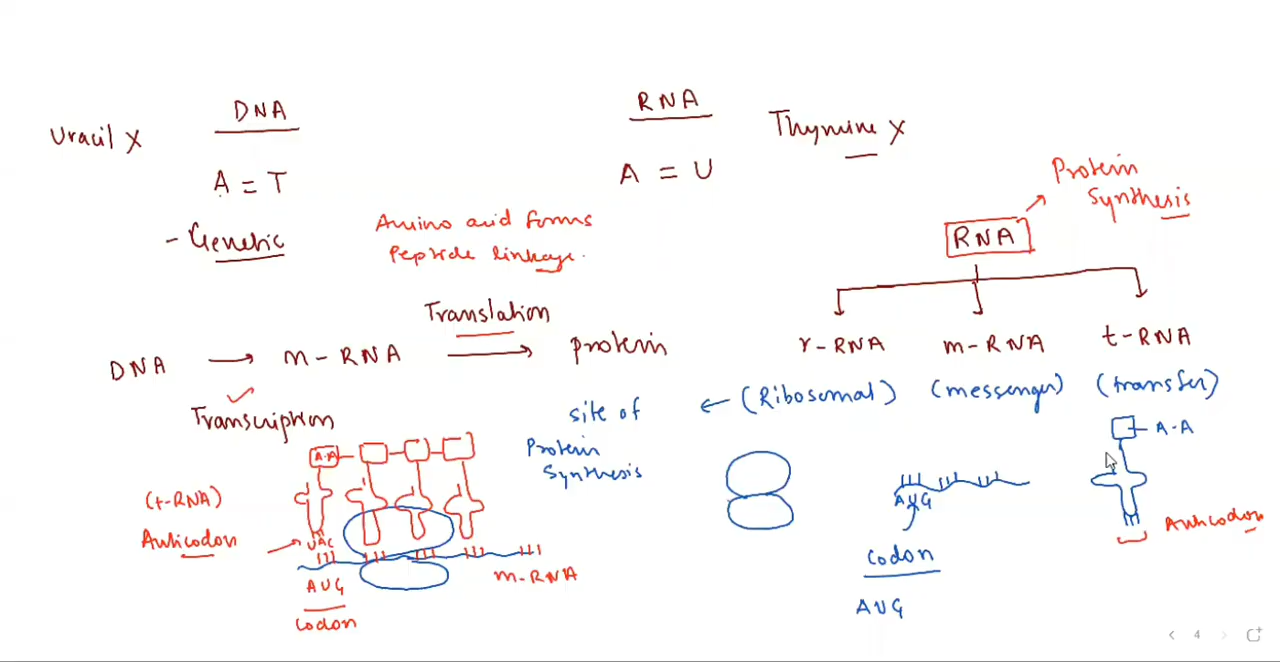 DNA
RNA
Uracil X
Thymine X
A = T
A = U
- Genetic
Amino acid forms
Peptide linkage.
Protein
Synthesis
RNA
Translation
DNA → m-RNA → protein
Transcription
r-RNA
m-RNA
t-RNA
(Ribosomal)
(messenger)
(transfer)
site of
Protein
Synthesis
A-A
A-A
(t-RNA)
Anticodon
UAC
AUG
Codon
m-RNA
AUG
Codon
AUG
Anticodon
4